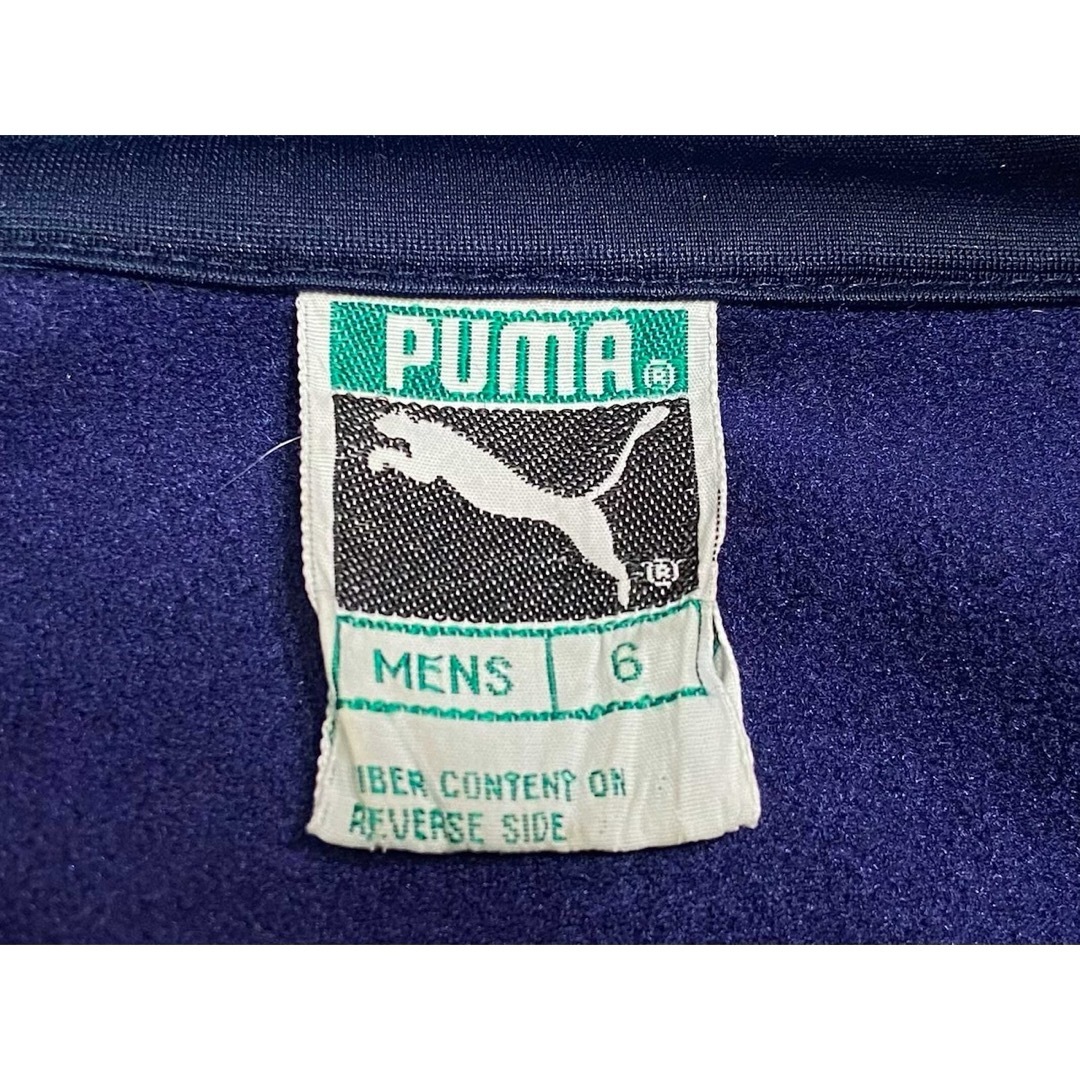 PUMA®
®
MENS 6
IBER CONTENT ON
REVERSE SIDE